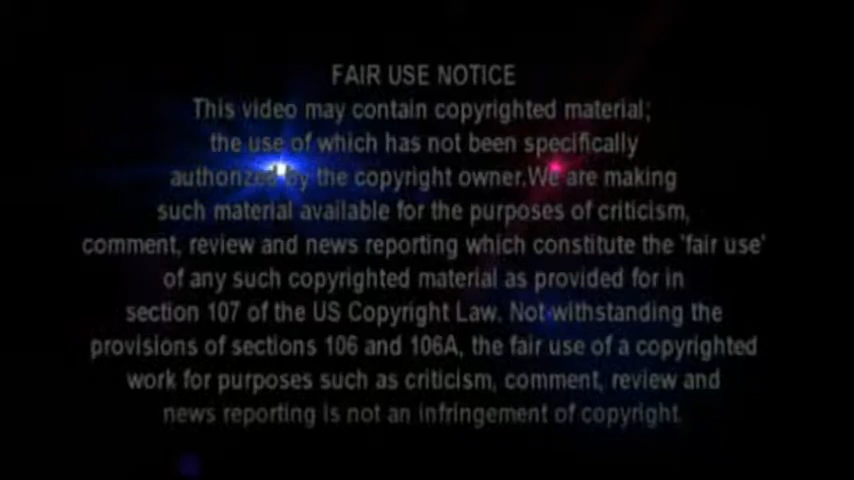 FAIR USE NOTICE
This video may contain copyrighted material;
the use of which has not been specifically
authorized by the copyright owner.We are making
such material available for the purposes of criticism,
comment, review and news reporting which constitute the 'fair use'
of any such copyrighted material as provided for in
section 107 of the US Copyright Law. Not withstanding the
provisions of sections 106 and 106A, the fair use of a copyrighted
work for purposes such as criticism, comment, review and
news reporting is not an infringement of copyright.